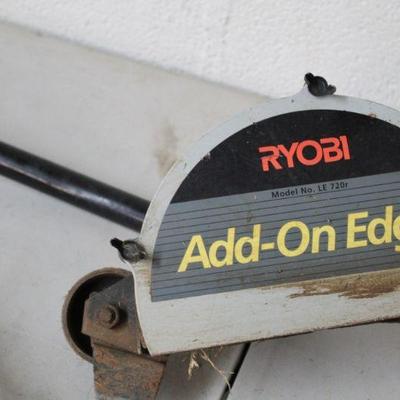 RYOBI
Model No. LE 720r
Add-On Edg